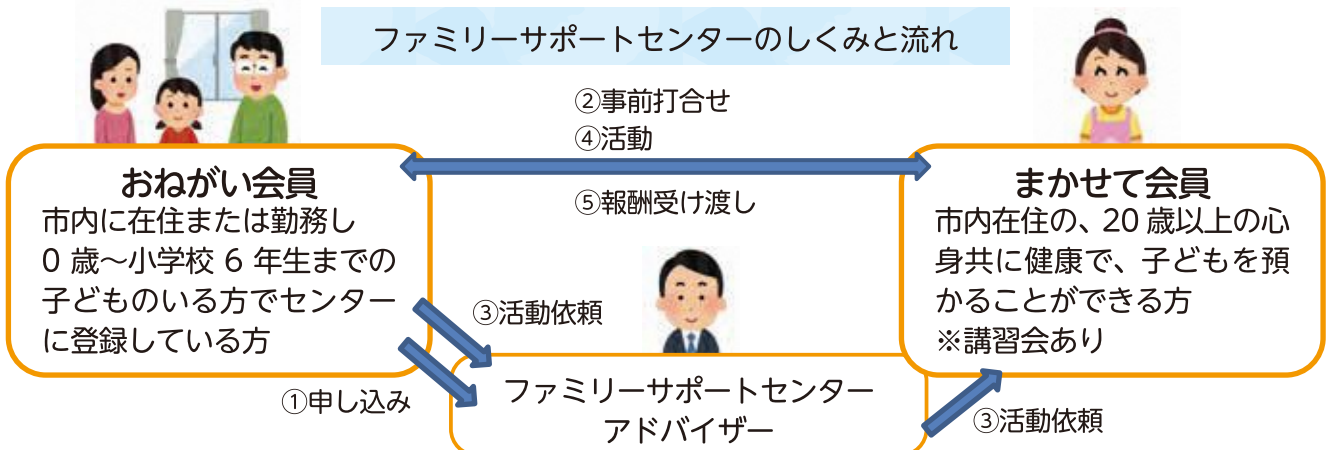 ファミリーサポートセンターのしくみと流れ
②事前打合せ
④活動
⑤報酬受け渡し
おねがい会員
市内に在住または勤務し
0 歳～小学校 6 年生までの
子どものいる方でセンター
に登録している方
まかせて会員
市内在住の、20 歳以上の心
身共に健康で、子どもを預
かることができる方
※講習会あり
③活動依頼
①申し込み
ファミリーサポートセンター
アドバイザー
③活動依頼